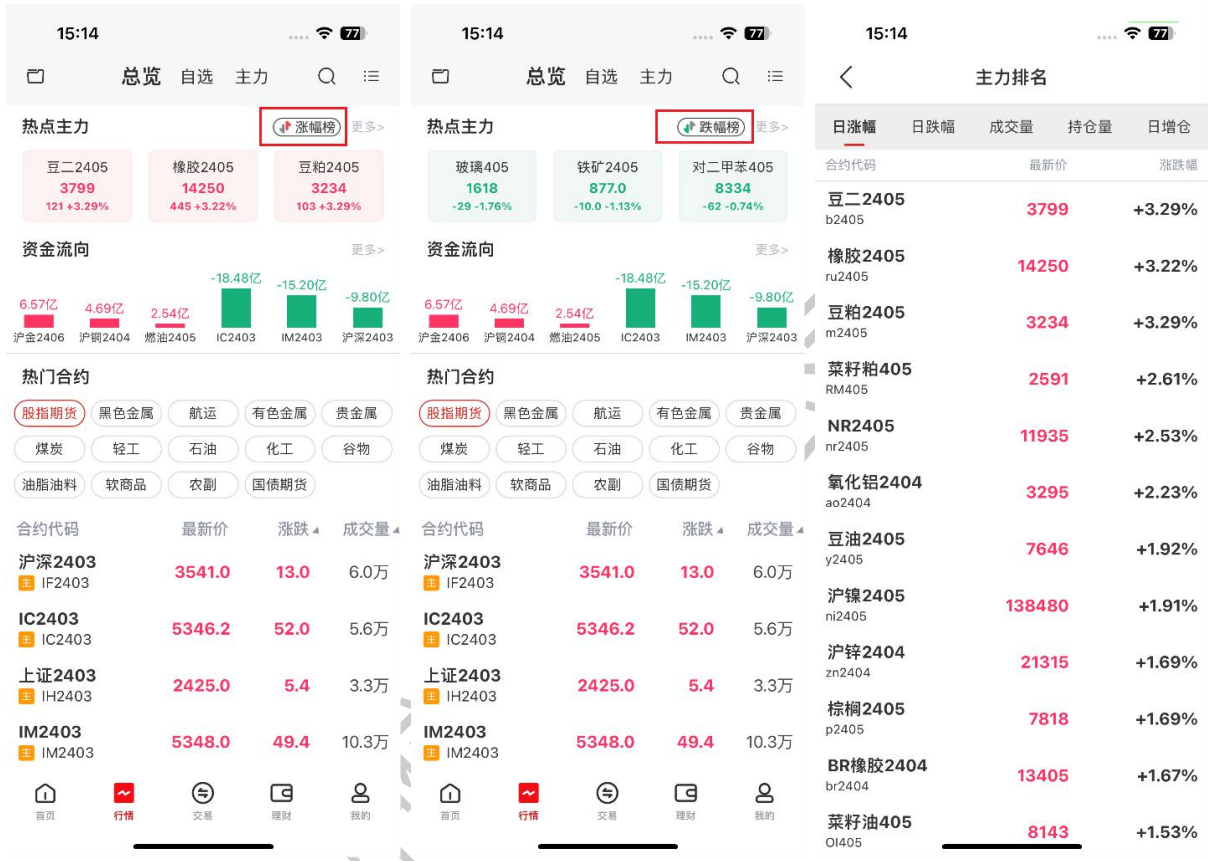 15:14
77
总览 自选 主力
热点主力 涨幅榜 更多>
豆二2405 橡胶2405 豆粕2405
3799 14250 3234
121 +3.29% 445 +3.22% 103 +3.29%
资金流向 更多>
6.57亿 4.69亿 2.54亿 -18.48亿 -15.20亿 -9.80亿
沪金2406 沪铜2404 燃油2405 IC2403 IM2403 沪深2403
热门合约
股指期货 黑色金属 航运 有色金属 贵金属
煤炭 轻工 石油 化工 谷物
油脂油料 软商品 农副 国债期货
合约代码 最新价 涨跌 成交量
沪深2403
主 IF2403 3541.0 13.0 6.0万
IC2403
主 IC2403 5346.2 52.0 5.6万
上证2403
主 IH2403 2425.0 5.4 3.3万
IM2403
主 IM2403 5348.0 49.4 10.3万
首页 行情 交易 理财 我的
15:14
77
总览 自选 主力
热点主力 跌幅榜 更多>
玻璃405 铁矿2405 对二甲苯405
1618 877.0 8334
-29 -1.76% -10.0 -1.13% -62 -0.74%
资金流向 更多>
6.57亿 4.69亿 2.54亿 -18.48亿 -15.20亿 -9.80亿
沪金2406 沪铜2404 燃油2405 IC2403 IM2403 沪深2403
热门合约
股指期货 黑色金属 航运 有色金属 贵金属
煤炭 轻工 石油 化工 谷物
油脂油料 软商品 农副 国债期货
合约代码 最新价 涨跌 成交量
沪深2403
主 IF2403 3541.0 13.0 6.0万
IC2403
主 IC2403 5346.2 52.0 5.6万
上证2403
主 IH2403 2425.0 5.4 3.3万
IM2403
主 IM2403 5348.0 49.4 10.3万
首页 行情 交易 理财 我的
15:14
77
主力排名
日涨幅 日跌幅 成交量 持仓量 日增仓
合约代码 最新价 涨跌幅
豆二2405
b2405 3799 +3.29%
橡胶2405
ru2405 14250 +3.22%
豆粕2405
m2405 3234 +3.29%
菜籽粕405
RM405 2591 +2.61%
NR2405
nr2405 11935 +2.53%
氧化铝2404
ao2404 3295 +2.23%
豆油2405
y2405 7646 +1.92%
沪镍2405
ni2405 138480 +1.91%
沪锌2404
zn2404 21315 +1.69%
棕榈2405
p2405 7818 +1.69%
BR橡胶2404
br2404 13405 +1.67%
菜籽油405
OI405 8143 +1.53%